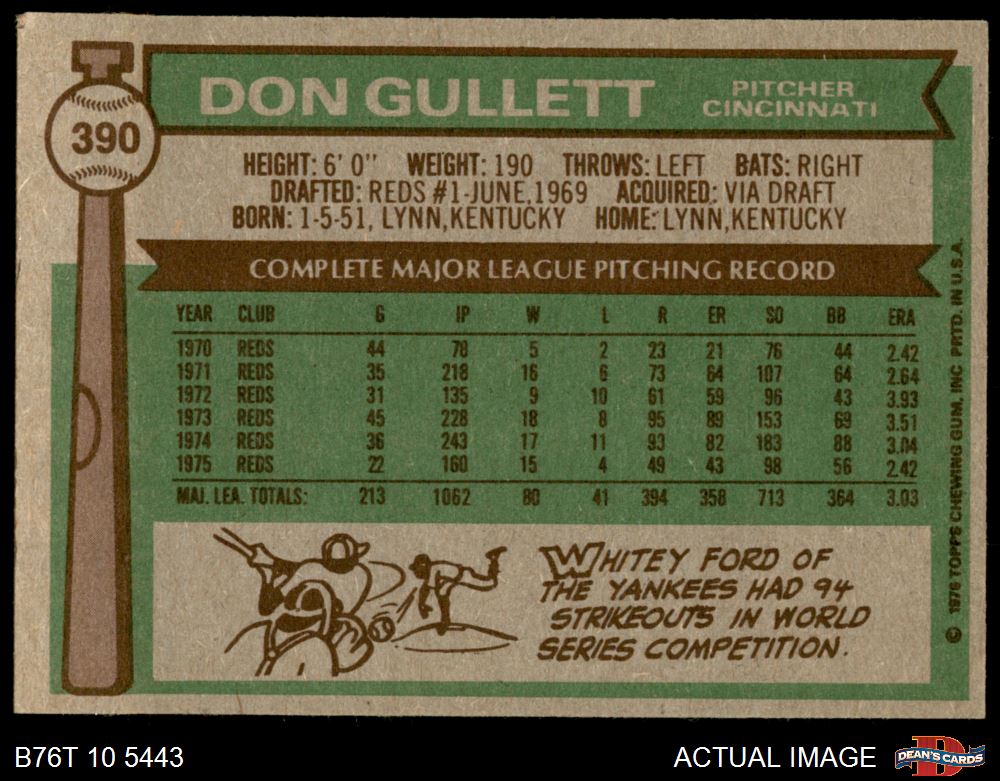 390
DON GULLETT
PITCHER
CINCINNATI
HEIGHT: 6' 0" WEIGHT: 190 THROWS: LEFT BATS: RIGHT
DRAFTED: REDS #1-JUNE, 1969 ACQUIRED: VIA DRAFT
BORN: 1-5-51, LYNN, KENTUCKY HOME: LYNN, KENTUCKY
COMPLETE MAJOR LEAGUE PITCHING RECORD
YEAR CLUB G IP W L R ER SO BB ERA
1970 REDS 44 78 5 2 23 21 76 44 2.42
1971 REDS 35 218 16 6 73 64 107 64 2.64
1972 REDS 31 135 9 10 61 59 96 43 3.93
1973 REDS 45 228 18 8 95 89 153 69 3.51
1974 REDS 36 243 17 11 93 82 183 88 3.04
1975 REDS 22 160 15 4 49 43 98 56 2.42
MAJ. LEA. TOTALS: 213 1062 80 41 394 358 713 364 3.03
WHITEY FORD OF
THE YANKEES HAD 94
STRIKEOUTS IN WORLD
SERIES COMPETITION.
© 1976 TOPPS CHEWING GUM, INC PRTD. IN U.S.A.
B76T 10 5443
ACTUAL IMAGE
DEAN'S CARDS